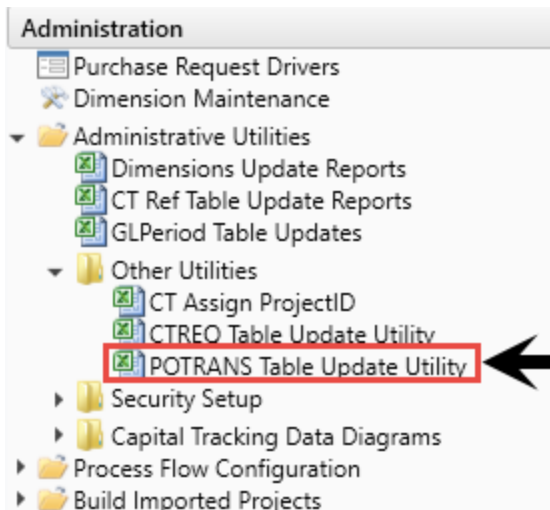 Administration
Purchase Request Drivers
Dimension Maintenance
Administrative Utilities
Dimensions Update Reports
CT Ref Table Update Reports
GLPeriod Table Updates
Other Utilities
CT Assign ProjectID
CTREQ Table Update Utility
POTRANS Table Update Utility
Security Setup
Capital Tracking Data Diagrams
Process Flow Configuration
Build Imported Projects